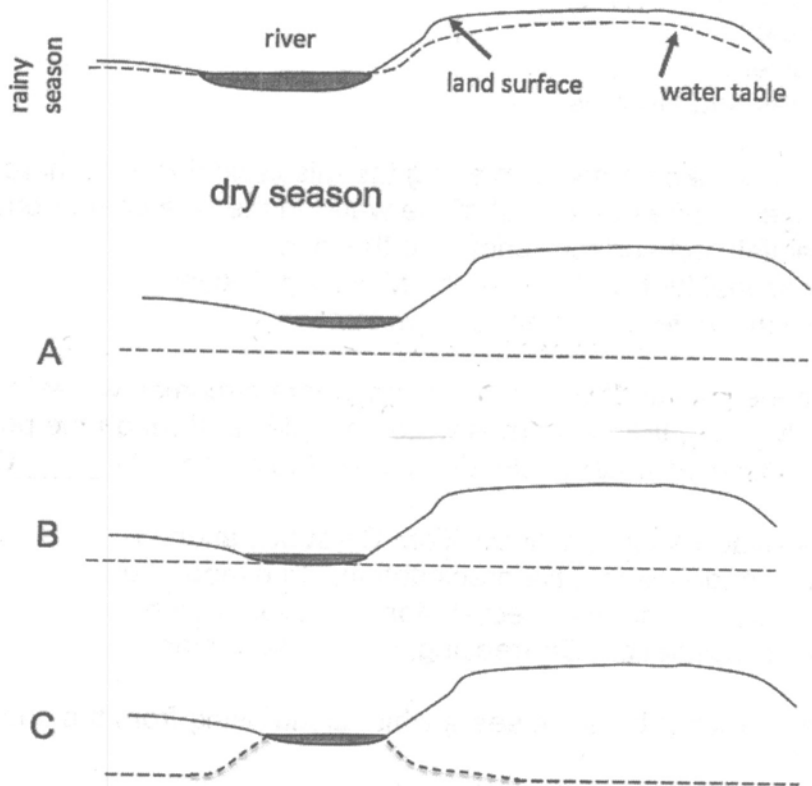 rainy season
river
land surface
water table
dry season
A
B
C